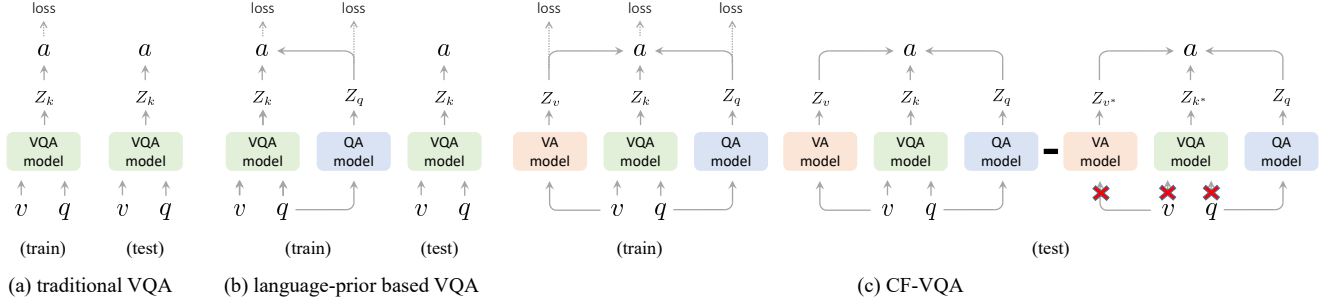 loss loss loss loss loss loss
a a a a a a a
Z_k Z_k Z_k Z_q Z_k Z_v Z_k Z_q Z_v Z_k Z_q Z_{v*} Z_{k*} Z_q
VQA model VQA model VQA model QA model VQA model VA model VQA model QA model VA model VQA model QA model - VA model VQA model QA model
v q v q v q v q v q v q v q
(train) (test) (train) (test) (train) (test)
(a) traditional VQA (b) language-prior based VQA (c) CF-VQA